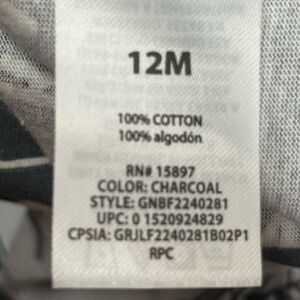 12M
100% COTTON
100% algodón
RN# 15897
COLOR: CHARCOAL
STYLE: GNBF2240281
UPC: 0 1520924829
CPSIA: GRJLF2240281B02P1
RPC